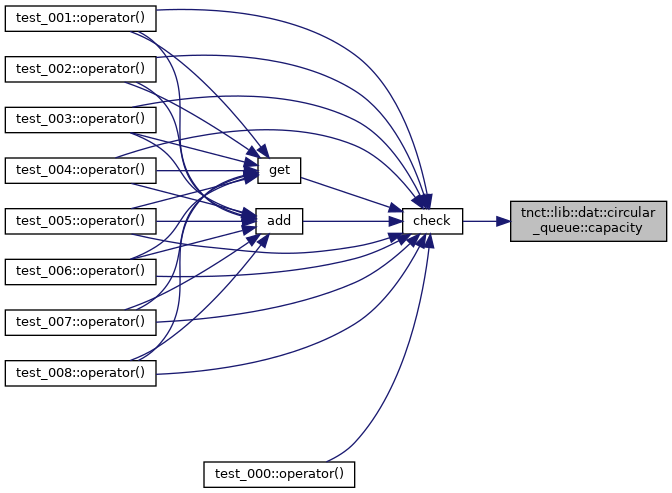 test_001::operator()
test_002::operator()
test_003::operator()
test_004::operator()
get
test_005::operator()
add
check
tnct::lib::dat::circular
_queue::capacity
test_006::operator()
test_007::operator()
test_008::operator()
test_000::operator()